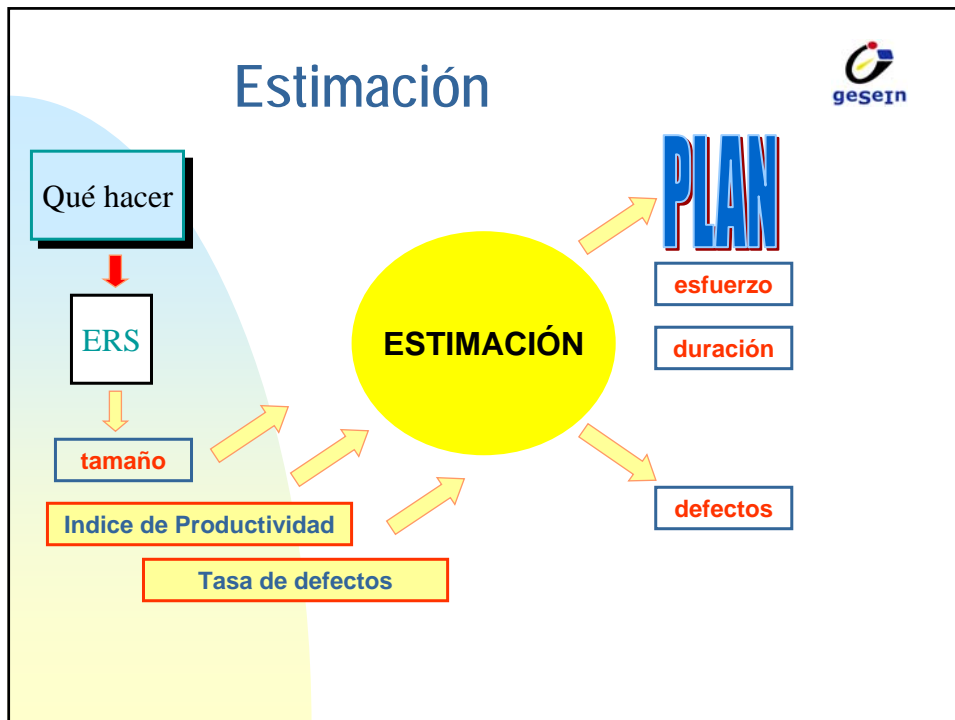 Estimación
geseIn
Qué hacer
PLAN
esfuerzo
ERS
ESTIMACIÓN
duración
tamaño
Indice de Productividad
defectos
Tasa de defectos